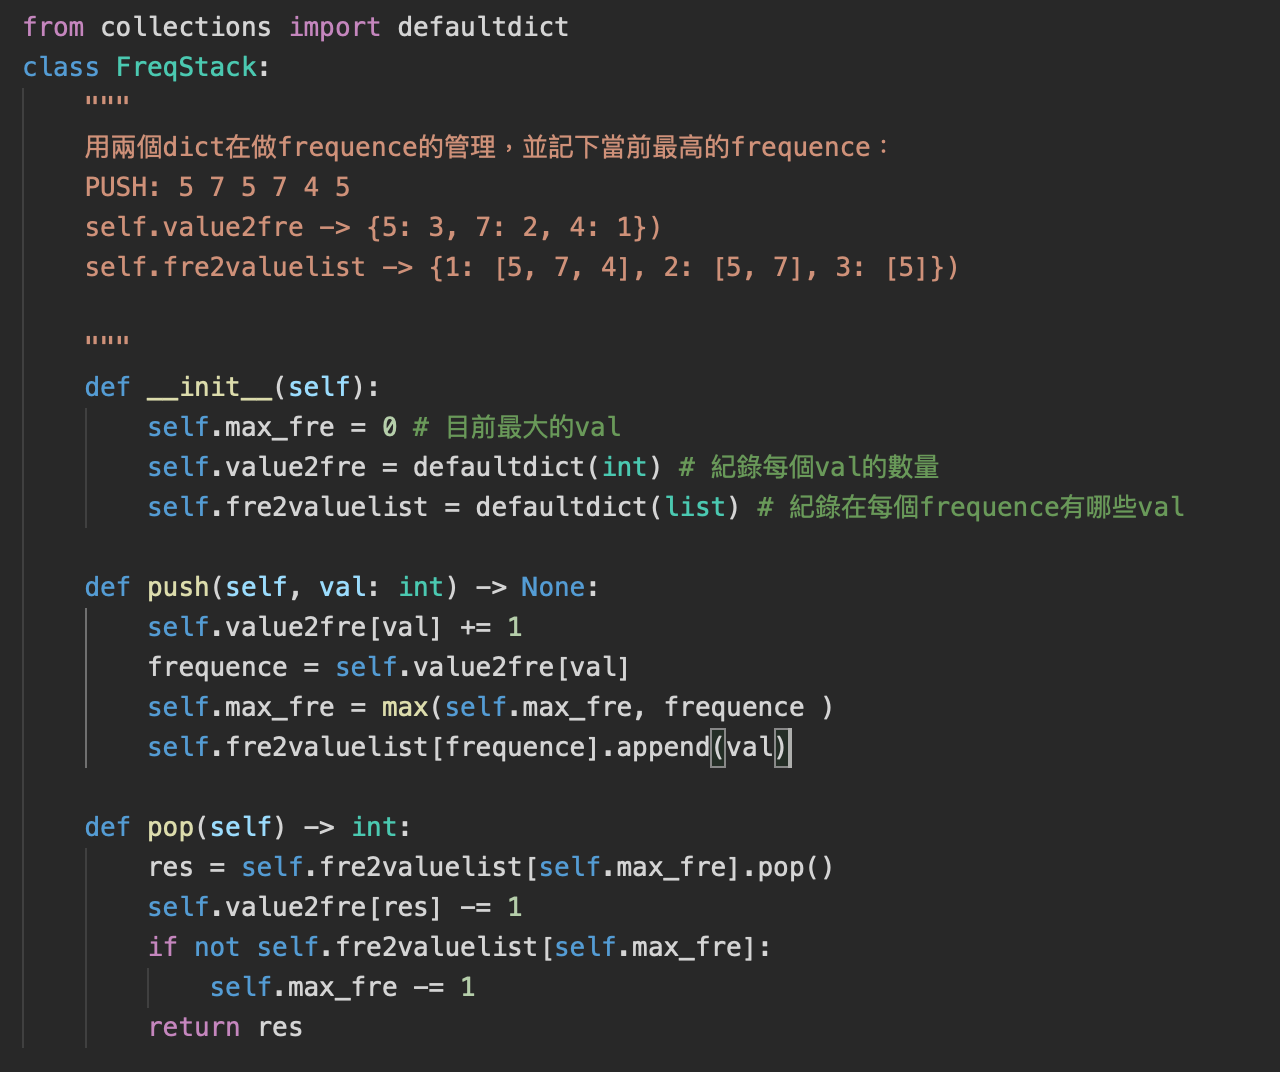 from collections import defaultdict
class FreqStack:
    """
    用兩個dict在做frequence的管理，並記下當前最高的frequence：
    PUSH: 5 7 5 7 4 5
    self.value2fre -> {5: 3, 7: 2, 4: 1})
    self.fre2valuelist -> {1: [5, 7, 4], 2: [5, 7], 3: [5]})

    """
    def __init__(self):
        self.max_fre = 0 # 目前最大的val
        self.value2fre = defaultdict(int) # 紀錄每個val的數量
        self.fre2valuelist = defaultdict(list) # 紀錄在每個frequence有哪些val

    def push(self, val: int) -> None:
        self.value2fre[val] += 1
        frequence = self.value2fre[val]
        self.max_fre = max(self.max_fre, frequence )
        self.fre2valuelist[frequence].append(val)

    def pop(self) -> int:
        res = self.fre2valuelist[self.max_fre].pop()
        self.value2fre[res] -= 1
        if not self.fre2valuelist[self.max_fre]:
            self.max_fre -= 1
        return res